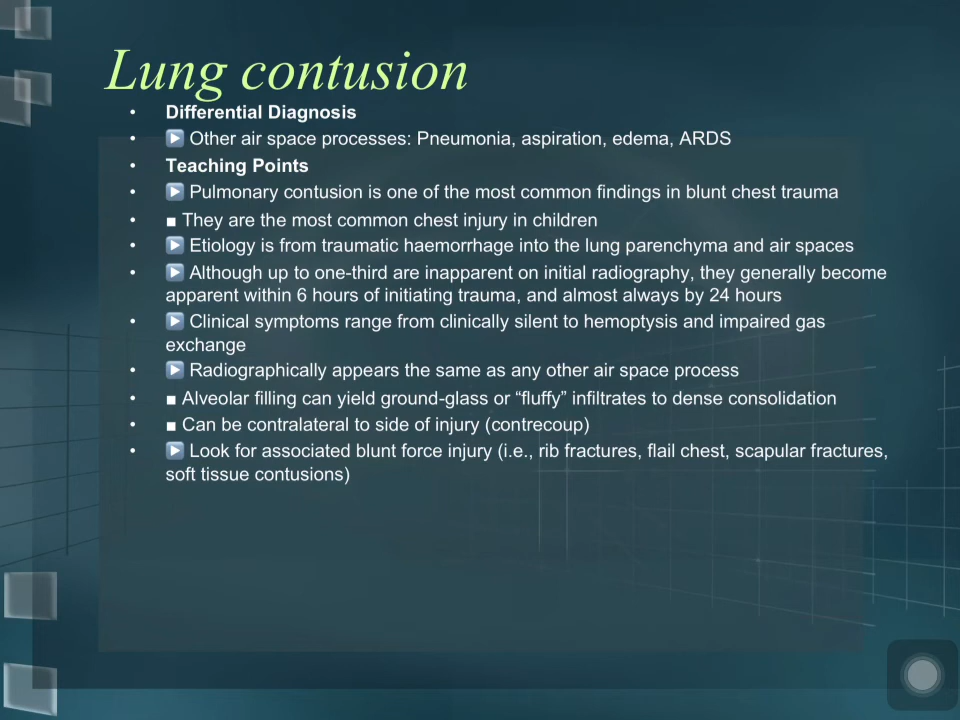 Lung contusion
• Differential Diagnosis
• ▶ Other air space processes: Pneumonia, aspiration, edema, ARDS
• Teaching Points
• ▶ Pulmonary contusion is one of the most common findings in blunt chest trauma
• ■ They are the most common chest injury in children
• ▶ Etiology is from traumatic haemorrhage into the lung parenchyma and air spaces
• ▶ Although up to one-third are inapparent on initial radiography, they generally become
apparent within 6 hours of initiating trauma, and almost always by 24 hours
• ▶ Clinical symptoms range from clinically silent to hemoptysis and impaired gas
exchange
• ▶ Radiographically appears the same as any other air space process
• ■ Alveolar filling can yield ground-glass or “fluffy” infiltrates to dense consolidation
• ■ Can be contralateral to side of injury (contrecoup)
• ▶ Look for associated blunt force injury (i.e., rib fractures, flail chest, scapular fractures,
soft tissue contusions)